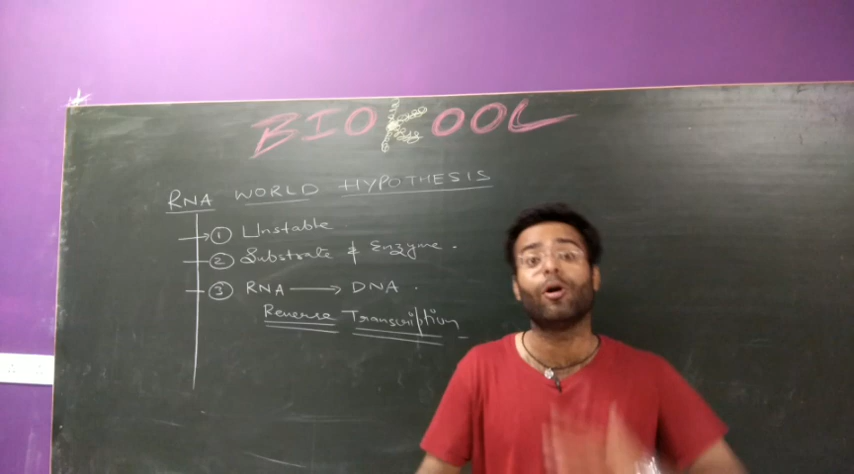 BIOKOOL
RNA WORLD HYPOTHESIS
① Unstable.
② Substrate & Enzyme.
③ RNA → DNA.
Reverse Transcription